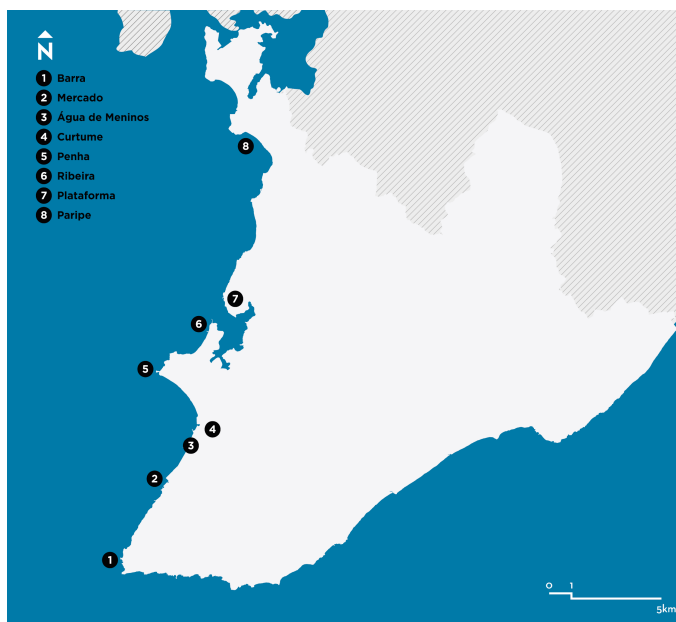 N
1 Barra
2 Mercado
3 Água de Meninos
4 Curtume
5 Penha
6 Ribeira
7 Plataforma
8 Paripe
8
7
6
5
4
3
2
1
0 1
5km